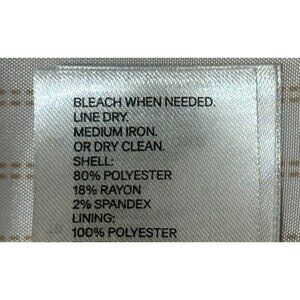 BLEACH WHEN NEEDED.
LINE DRY.
MEDIUM IRON.
OR DRY CLEAN.
SHELL:
80% POLYESTER
18% RAYON
2% SPANDEX
LINING:
100% POLYESTER